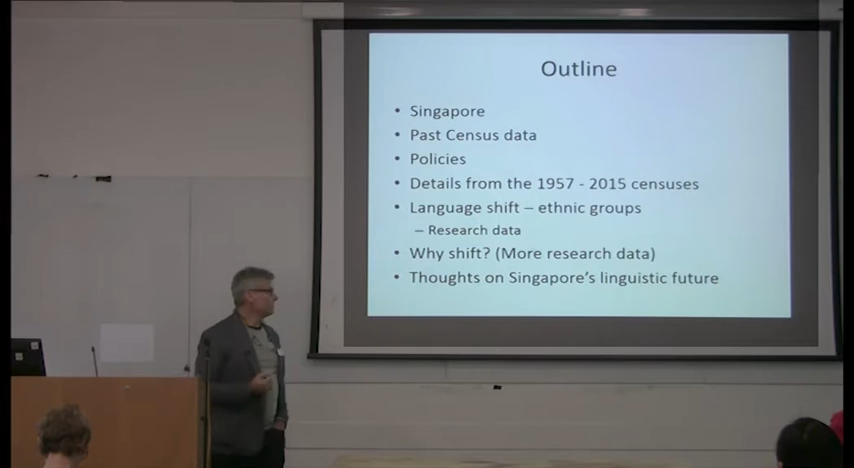 Outline
• Singapore
• Past Census data
• Policies
• Details from the 1957 - 2015 censuses
• Language shift – ethnic groups
– Research data
• Why shift? (More research data)
• Thoughts on Singapore's linguistic future